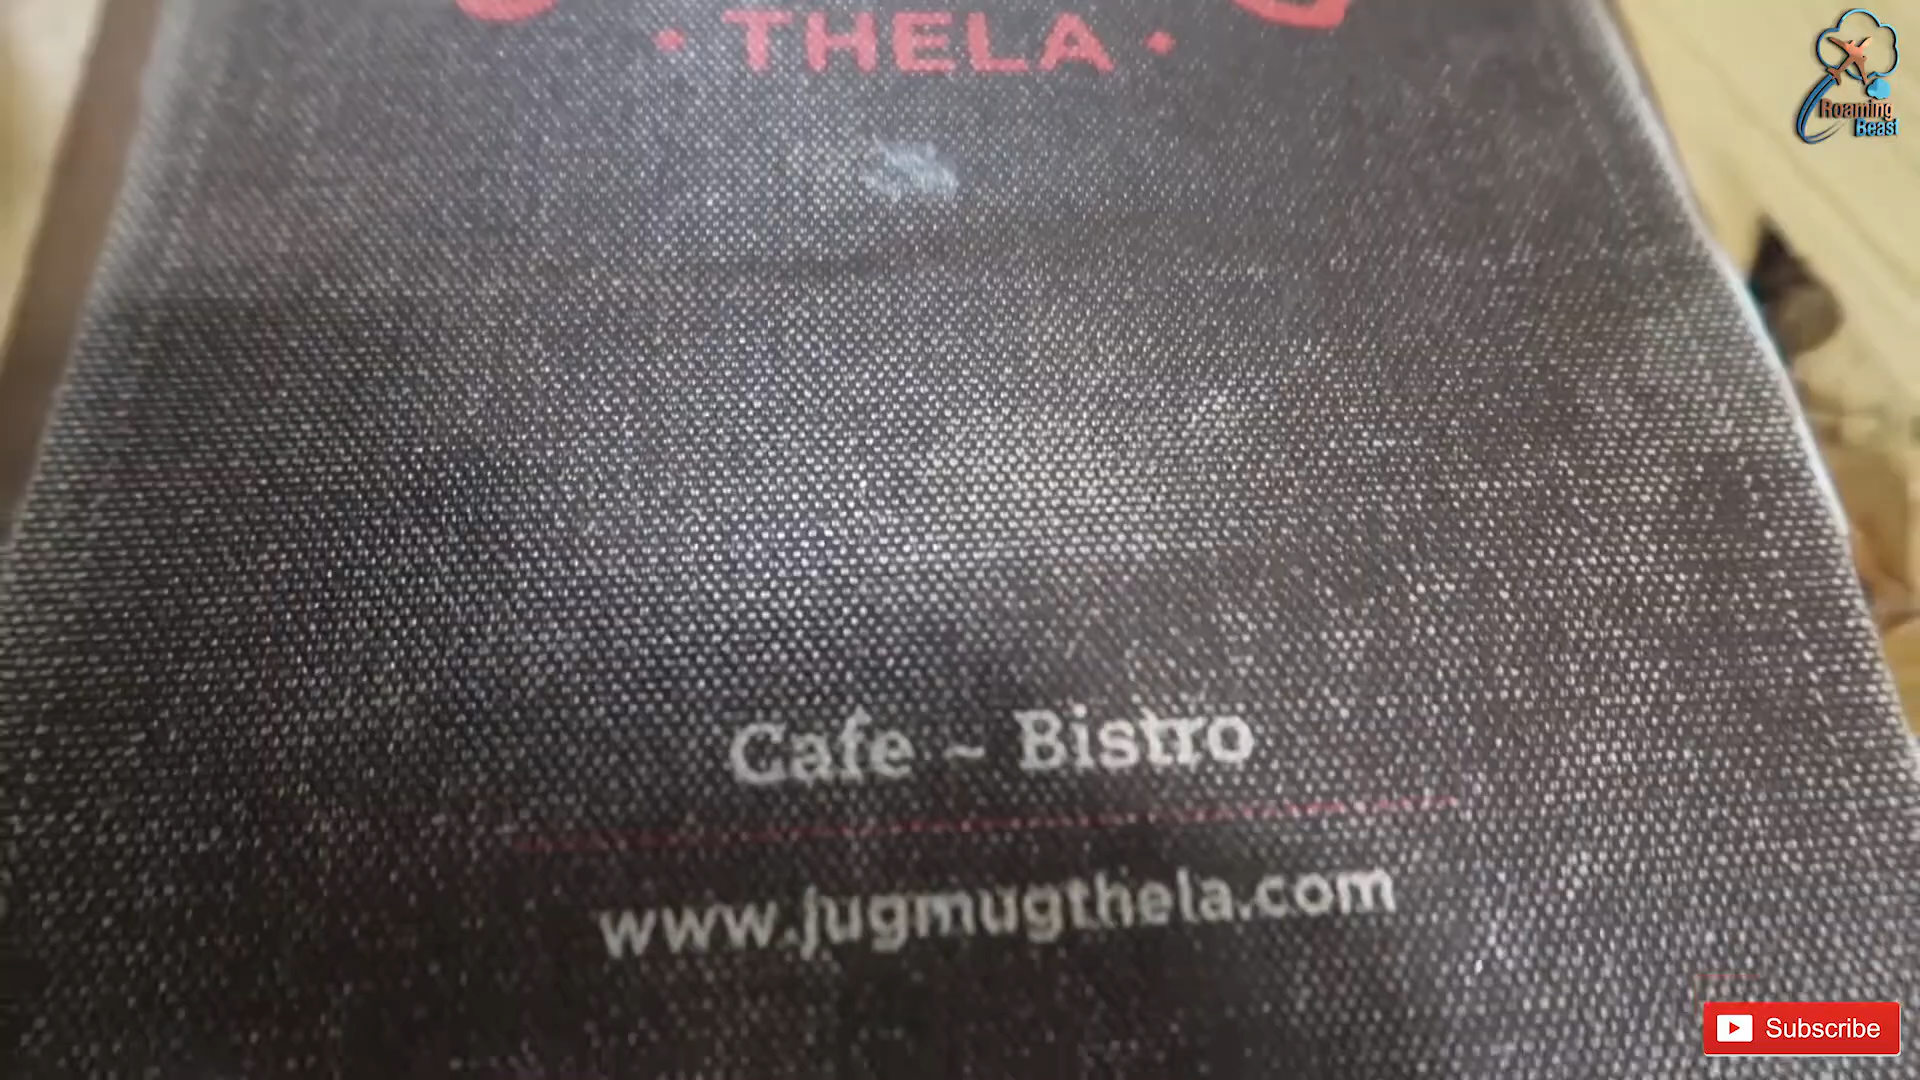 · THELA ·
Roaming
Beast
Cafe ~ Bistro
www.jugmugthela.com
Subscribe